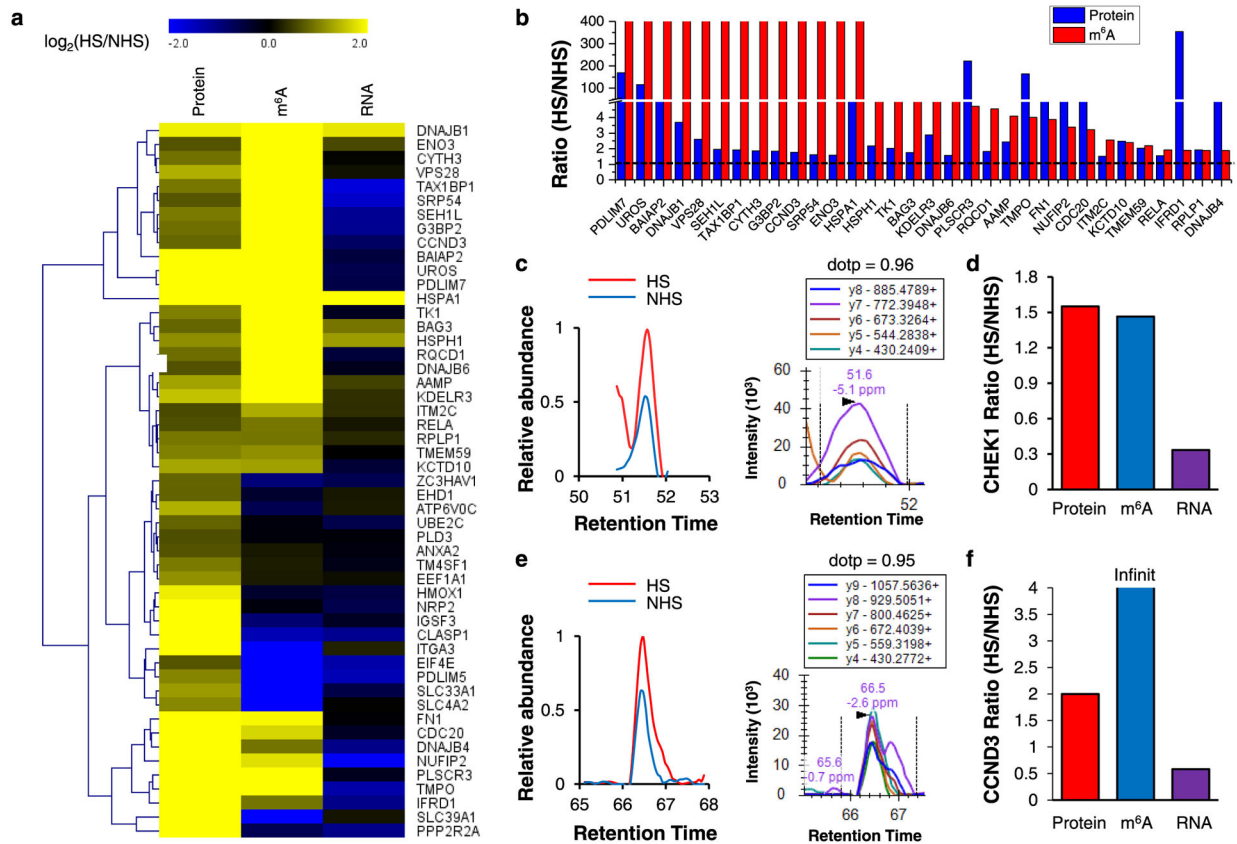 a
log2(HS/NHS)
-2.0 0.0 2.0
Protein
m6A
RNA
DNAJB1
ENO3
CYTH3
VPS28
TAX1BP1
SRP54
SEH1L
G3BP2
CCND3
BAIAP2
UROS
PDLIM7
HSPA1
TK1
BAG3
HSPH1
RQCD1
DNAJB6
AAMP
KDELR3
ITM2C
RELA
RPLP1
TMEM59
KCTD10
ZC3HAV1
EHD1
ATP6V0C
UBE2C
PLD3
ANXA2
TM4SF1
EEF1A1
HMOX1
NRP2
IGSF3
CLASP1
ITGA3
EIF4E
PDLIM5
SLC33A1
SLC4A2
FN1
CDC20
DNAJB4
NUFIP2
PLSCR3
TMPO
IFRD1
SLC39A1
PPP2R2A
b
Ratio (HS/NHS)
400
300
200
100
4
3
2
1
0
Protein
m6A
PDLIM7
UROS
BAIAP2
DNAJB1
VPS28
SEH1L
TAX1BP1
CYTH3
G3BP2
CCND3
SRP54
ENO3
HSPA1
HSPH1
TK1
BAG3
KDELR3
DNAJB6
PLSCR3
RQCD1
AAMP
TMPO
FN1
NUFIP2
CDC20
ITM2C
KCTD10
TMEM59
RELA
IFRD1
RPLP1
DNAJB4
c
HS
NHS
Relative abundance
1
0.5
0
50 51 52 53
Retention Time
dotp = 0.96
y8 - 885.4789+
y7 - 772.3948+
y6 - 673.3264+
y5 - 544.2838+
y4 - 430.2409+
51.6
-5.1 ppm
Intensity (10³)
60
40
20
0
52
Retention Time
d
CHEK1 Ratio (HS/NHS)
1.8
1.5
1.2
0.9
0.6
0.3
0
Protein m6A RNA
e
HS
NHS
Relative abundance
1
0.5
0
65 66 67 68
Retention Time
dotp = 0.95
y9 - 1057.5636+
y8 - 929.5051+
y7 - 800.4625+
y6 - 672.4039+
y5 - 559.3198+
y4 - 430.2772+
66.5
-2.6 ppm
65.6
0.7 ppm
Intensity (10³)
40
30
20
10
0
66 67
Retention Time
f
Infinit
CCND3 Ratio (HS/NHS)
4
3.5
3
2.5
2
1.5
1
0.5
0
Protein m6A RNA